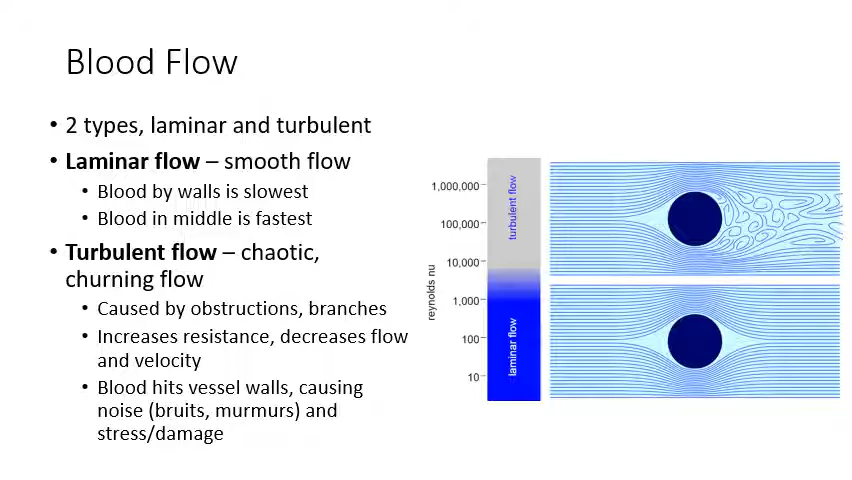 Blood Flow
• 2 types, laminar and turbulent
• Laminar flow – smooth flow
• Blood by walls is slowest
• Blood in middle is fastest
• Turbulent flow – chaotic,
churning flow
• Caused by obstructions, branches
• Increases resistance, decreases flow
and velocity
• Blood hits vessel walls, causing
noise (bruits, murmurs) and
stress/damage
reynolds nu
1,000,000
100,000
10,000
1,000
100
10
turbulent flow
laminar flow